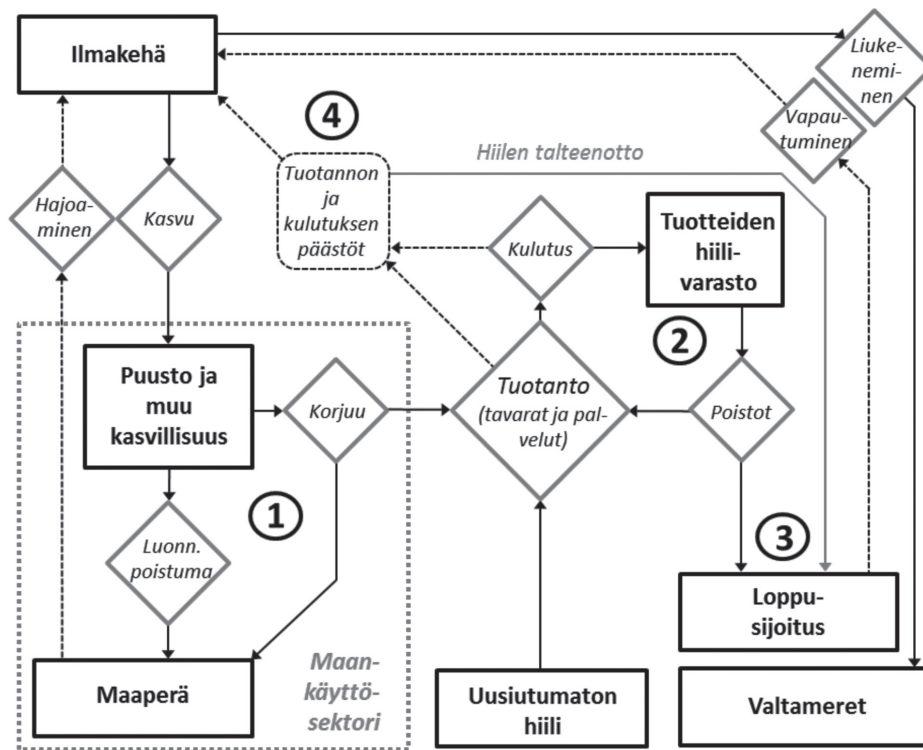 Ilmakehä
Liuke-
nemi-
nen
Vapau-
tuminen
4
Hiilen talteenotto
Tuotannon
ja
kulutuksen
päästöt
Hajoa-
minen
Kasvu
Kulutus
Tuotteiden
hiili-
varasto
2
Puusto ja
muu
kasvillisuus
Korjuu
Tuotanto
(tavarat ja pal-
velut)
Poistot
1
Luonn.
poistuma
3
Loppu-
sijoitus
Maaperä
Maan-
käyttö-
sektori
Uusiutumaton
hiili
Valtameret